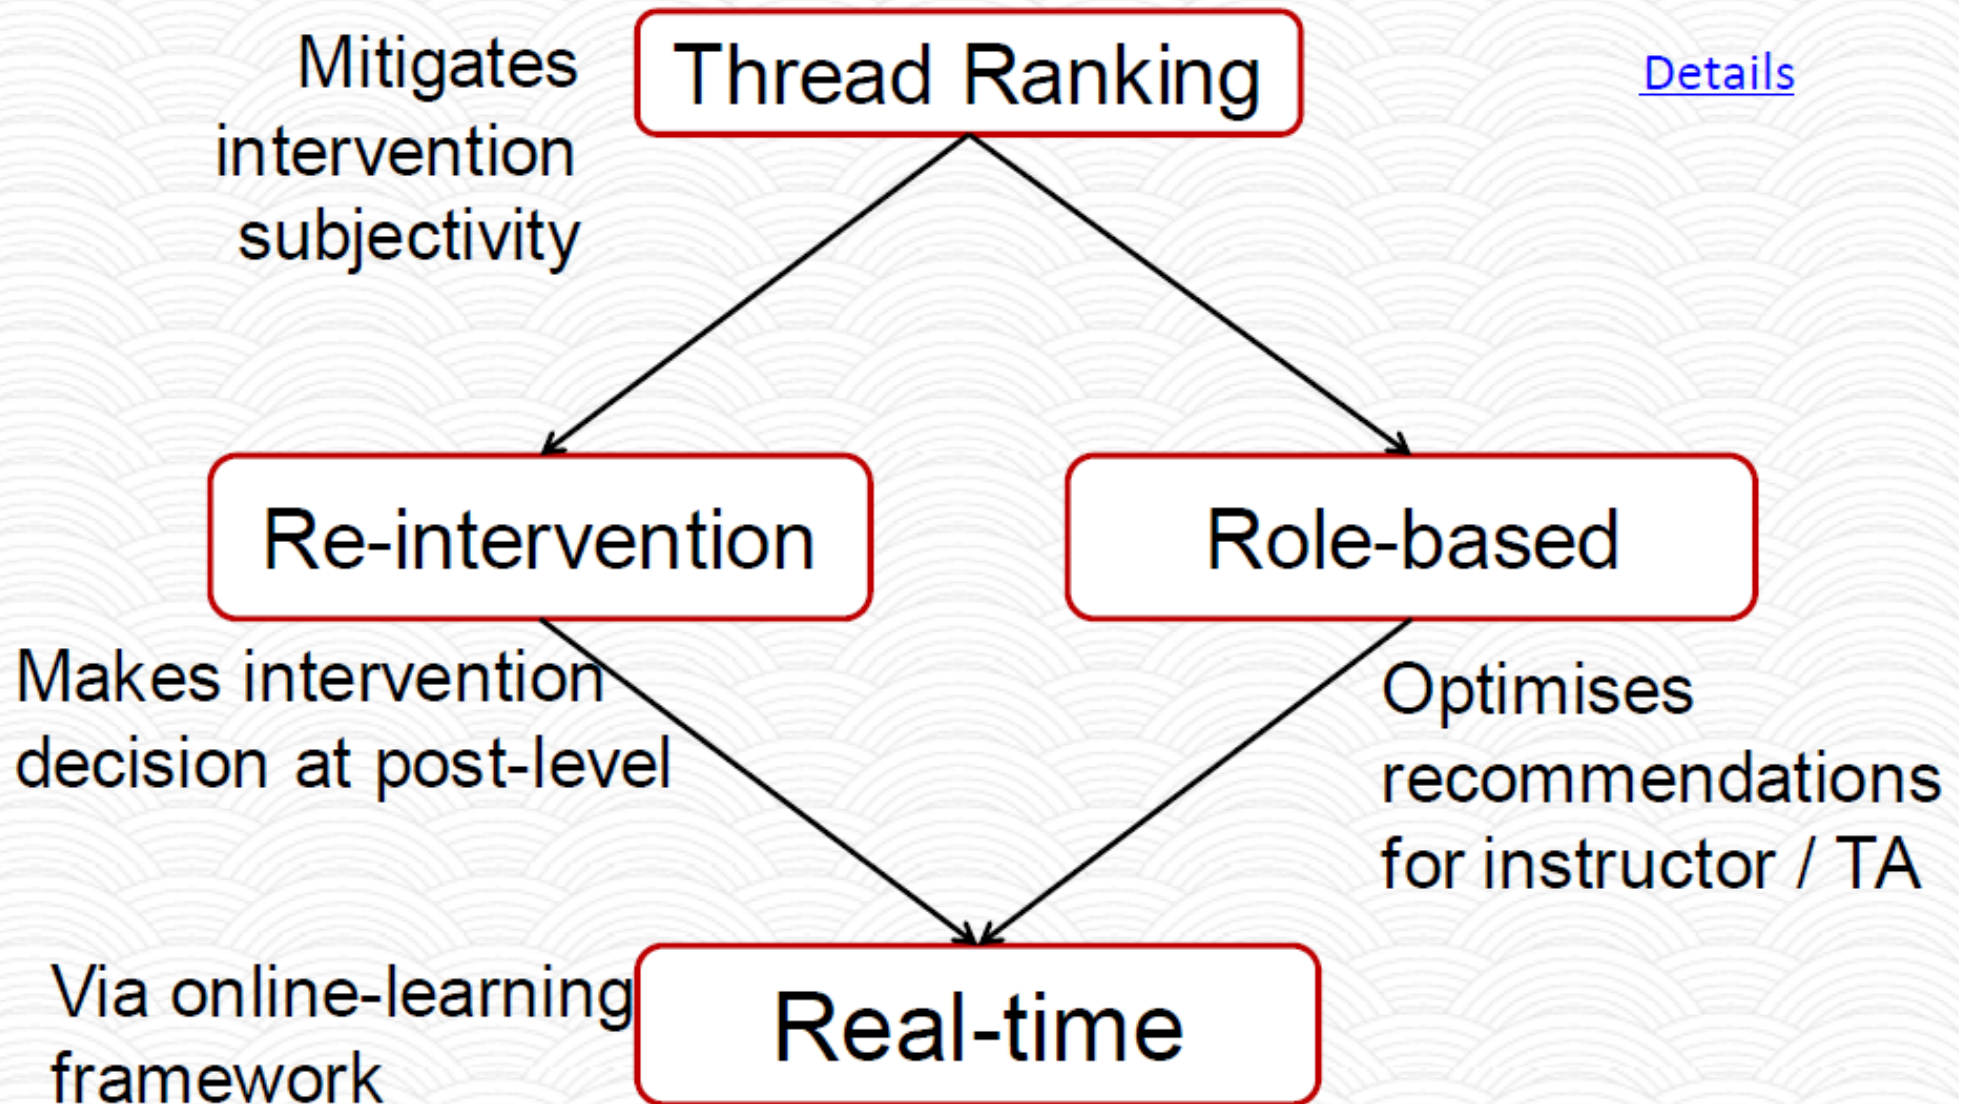 Mitigates
intervention
subjectivity
Thread Ranking
Details
Re-intervention
Role-based
Makes intervention
decision at post-level
Optimises
recommendations
for instructor / TA
Via online-learning
framework
Real-time